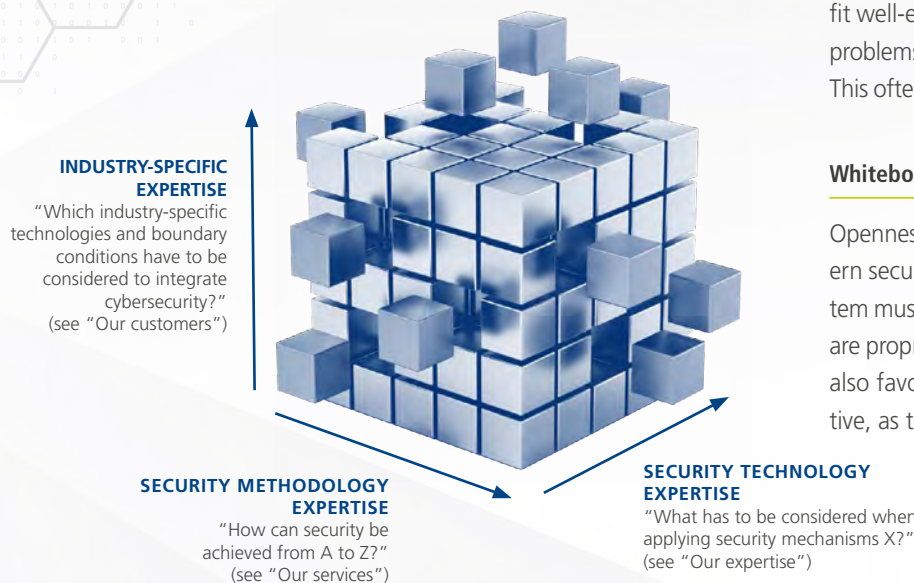 INDUSTRY-SPECIFIC
EXPERTISE
“Which industry-specific
technologies and boundary
conditions have to be
considered to integrate
cybersecurity?”
(see “Our customers”)
SECURITY METHODOLOGY
EXPERTISE
“How can security be
achieved from A to Z?”
(see “Our services”)
SECURITY TECHNOLOGY
EXPERTISE
“What has to be considered when
applying security mechanisms X?”
(see “Our expertise”)
fit well-e
problems
This ofte
Whitebo
Opennes
ern secu
tem mus
are propr
also favo
tive, as t